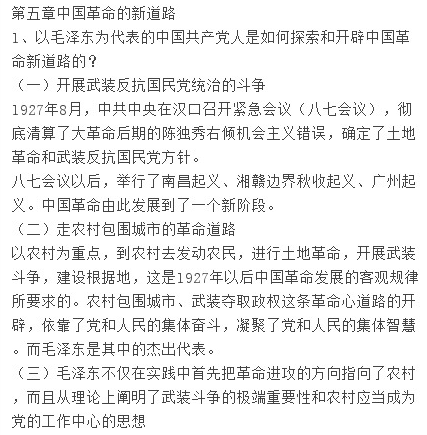 第五章中国革命的新道路
1、以毛泽东为代表的中国共产党人是如何探索和开辟中国革
命新道路的?
（一）开展武装反抗国民党统治的斗争
1927年8月，中共中央在汉口召开紧急会议（八七会议），彻
底清算了大革命后期的陈独秀右倾机会主义错误，确定了土地
革命和武装反抗国民党方针。
八七会议以后，举行了南昌起义、湘赣边界秋收起义、广州起
义。中国革命由此发展到了一个新阶段。
（二）走农村包围城市的革命道路
以农村为重点，到农村去发动农民，进行土地革命，开展武装
斗争，建设根据地，这是1927年以后中国革命发展的客观规律
所要求的。农村包围城市、武装夺取政权这条革命心道路的开
辟，依靠了党和人民的集体奋斗，凝聚了党和人民的集体智慧
。而毛泽东是其中的杰出代表。
（三）毛泽东不仅在实践中首先把革命进攻的方向指向了农村
，而且从理论上阐明了武装斗争的极端重要性和农村应当成为
党的工作中心的思想